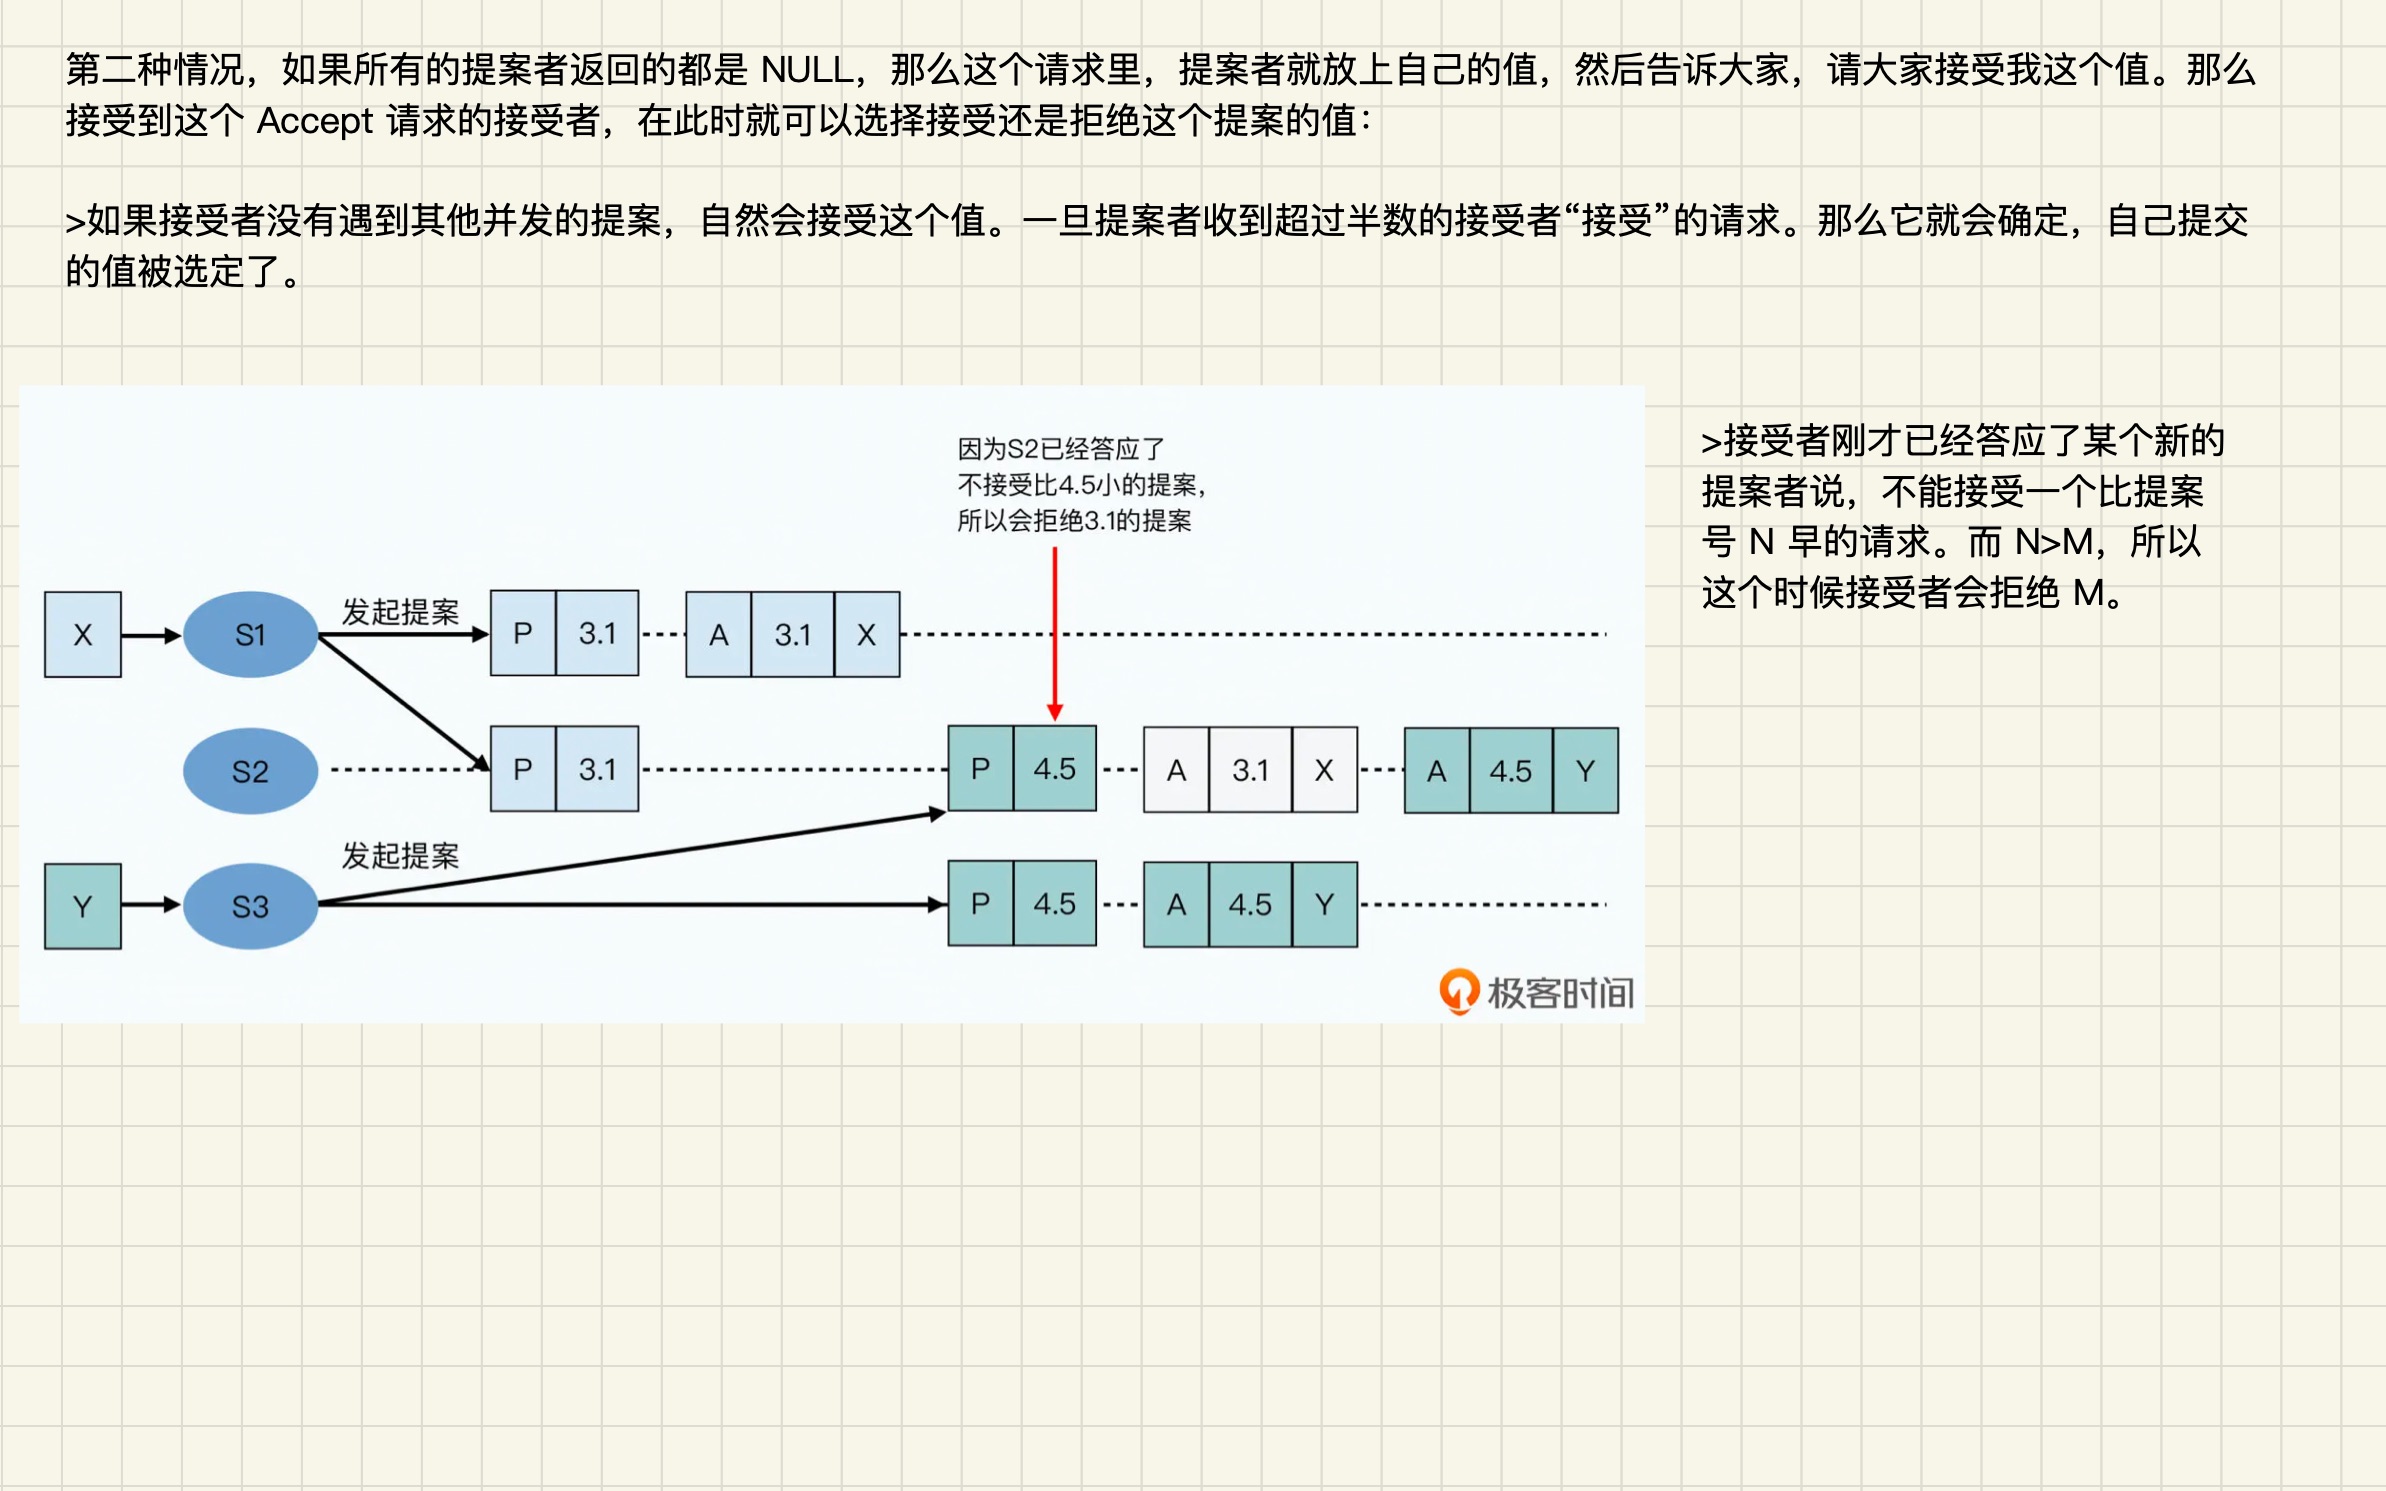 第二种情况，如果所有的提案者返回的都是 NULL，那么这个请求里，提案者就放上自己的值，然后告诉大家，请大家接受我这个值。那么
接受到这个 Accept 请求的接受者，在此时就可以选择接受还是拒绝这个提案的值：
>如果接受者没有遇到其他并发的提案，自然会接受这个值。一旦提案者收到超过半数的接受者“接受”的请求。那么它就会确定，自己提交
的值被选定了。
因为S2已经答应了
不接受比4.5小的提案，
所以会拒绝3.1的提案
>接受者刚才已经答应了某个新的
提案者说，不能接受一个比提案
号 N 早的请求。而 N>M，所以
这个时候接受者会拒绝 M。
X S1 发起提案 P 3.1 A 3.1 X
S2 P 3.1 P 4.5 A 3.1 X A 4.5 Y
发起提案
Y S3 P 4.5 A 4.5 Y
极客时间